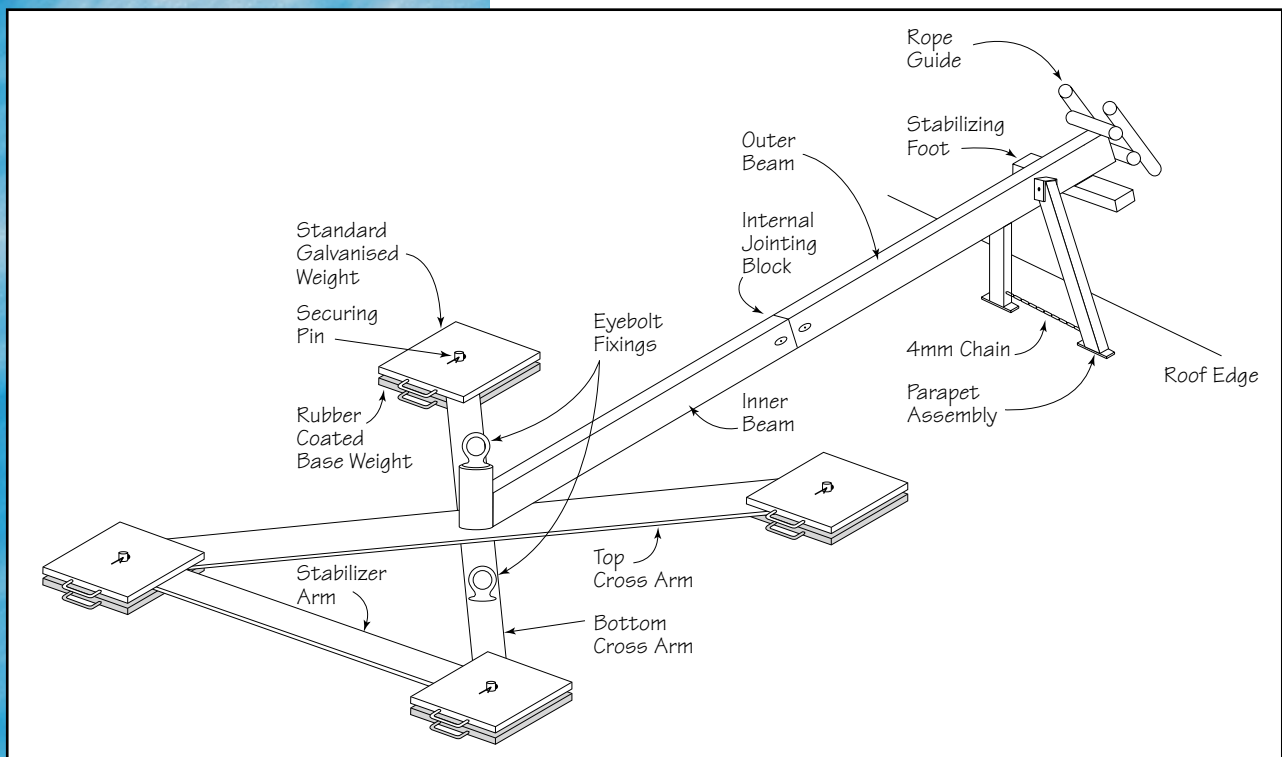 Rope
Guide
Stabilizing
Foot
Outer
Beam
Internal
Jointing
Block
Standard
Galvanised
Weight
Securing
Pin
Eyebolt
Fixings
4mm Chain
Roof Edge
Parapet
Assembly
Inner
Beam
Rubber
Coated
Base Weight
Top
Cross Arm
Stabilizer
Arm
Bottom
Cross Arm